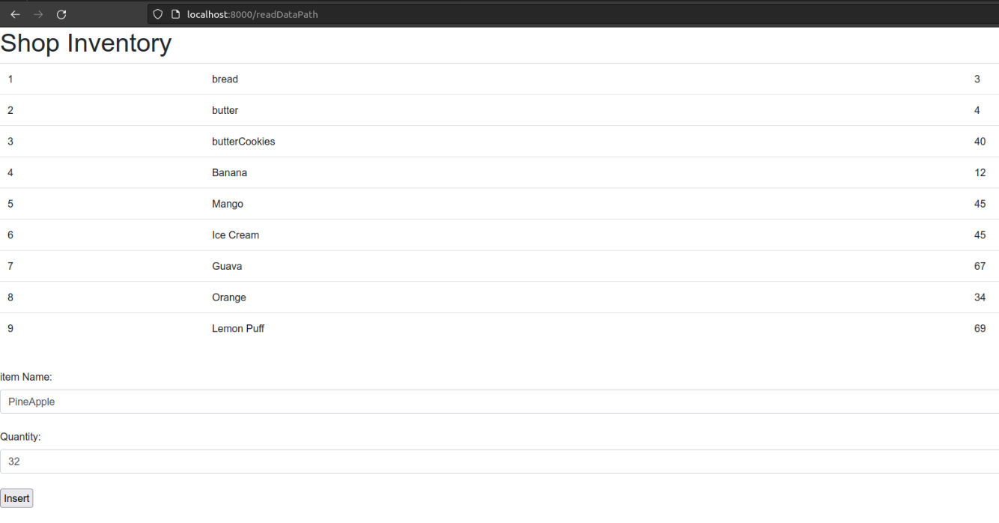 localhost:8000/readDataPath
Shop Inventory
1 bread 3
2 butter 4
3 butterCookies 40
4 Banana 12
5 Mango 45
6 Ice Cream 45
7 Guava 67
8 Orange 34
9 Lemon Puff 69
item Name:
PineApple
Quantity:
32
Insert